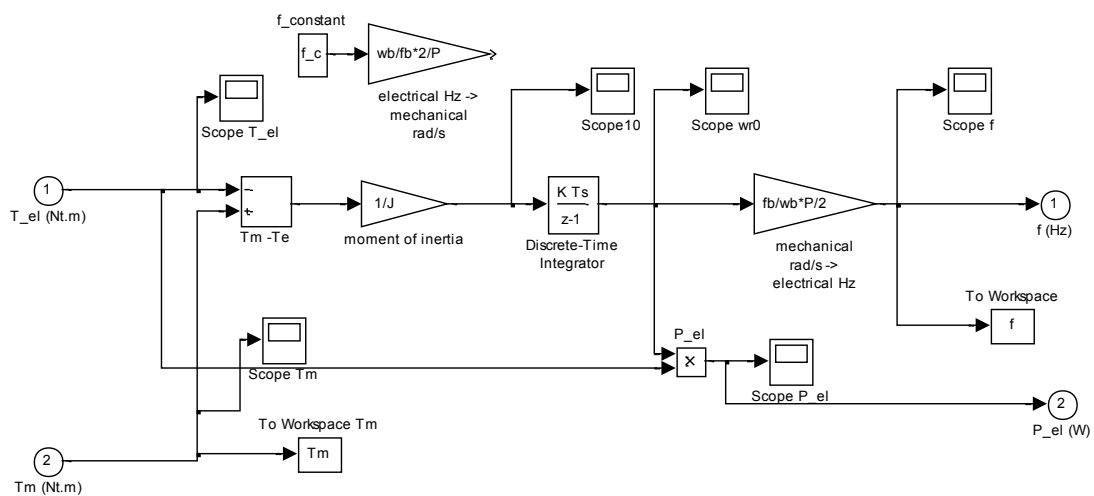 f_constant
f_c
wb/fb*2/P
electrical Hz ->
mechanical
rad/s
Scope T_el
Scope10
Scope wr0
Scope f
1
T_el (Nt.m)
−
+
Tm -Te
1/J
moment of inertia
K Ts
z-1
Discrete-Time
Integrator
fb/wb*P/2
mechanical
rad/s ->
electrical Hz
1
f (Hz)
To Workspace
f
Scope Tm
P_el
×
Scope P_el
2
P_el (W)
To Workspace Tm
Tm
2
Tm (Nt.m)